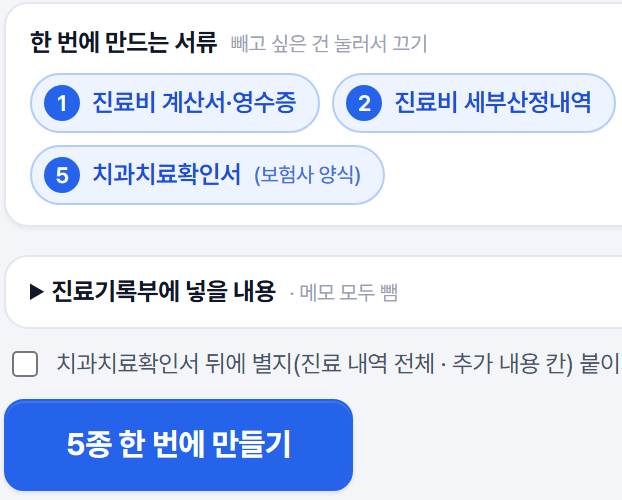 한 번에 만드는 서류 빼고 싶은 건 눌러서 끄기
1 진료비 계산서·영수증 2 진료비 세부산정내역
5 치과치료확인서 (보험사 양식)
▶ 진료기록부에 넣을 내용 · 메모 모두 뺌
치과치료확인서 뒤에 별지(진료 내역 전체 · 추가 내용 칸) 붙이
5종 한 번에 만들기